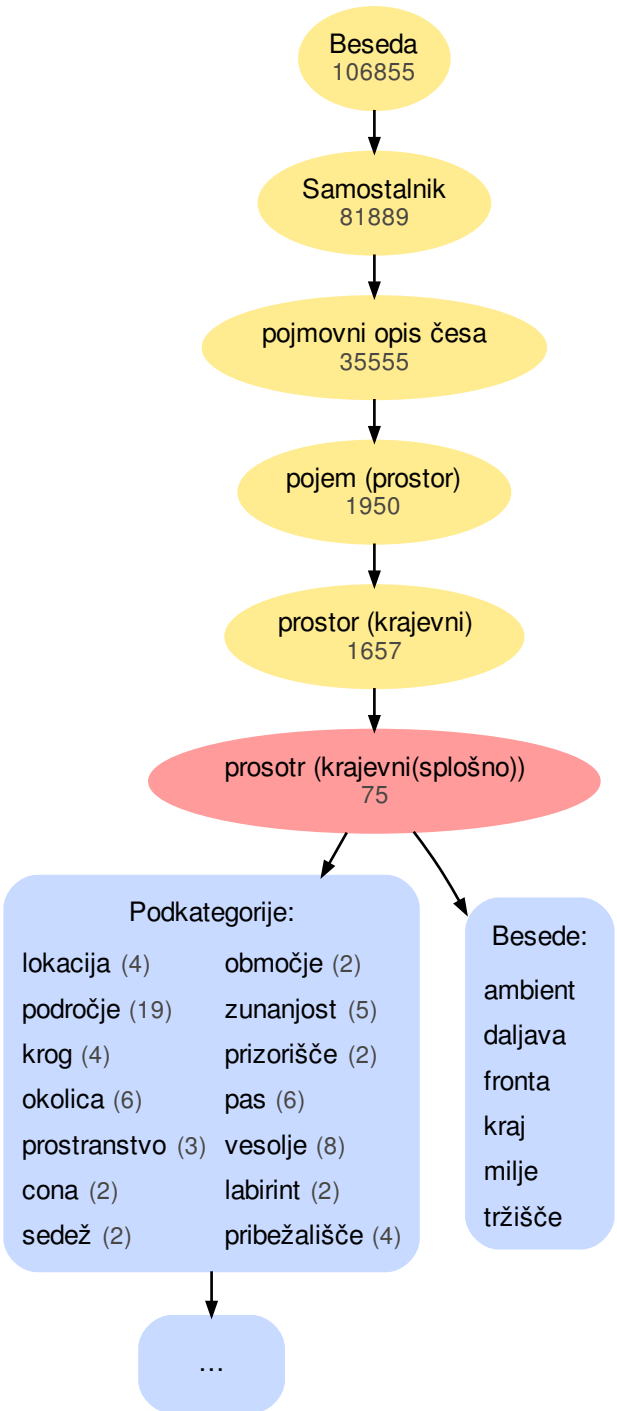 Beseda
106855
Samostalnik
81889
pojmovni opis česa
35555
pojem (prostor)
1950
prostor (krajevni)
1657
prosotr (krajevni(splošno))
75
Podkategorije:
lokacija (4)
območje (2)
področje (19)
zunanjost (5)
krog (4)
prizorišče (2)
okolica (6)
pas (6)
prostranstvo (3)
vesolje (8)
cona (2)
labirint (2)
sedež (2)
pribežališče (4)
Besede:
ambient
daljava
fronta
kraj
milje
tržišče
...